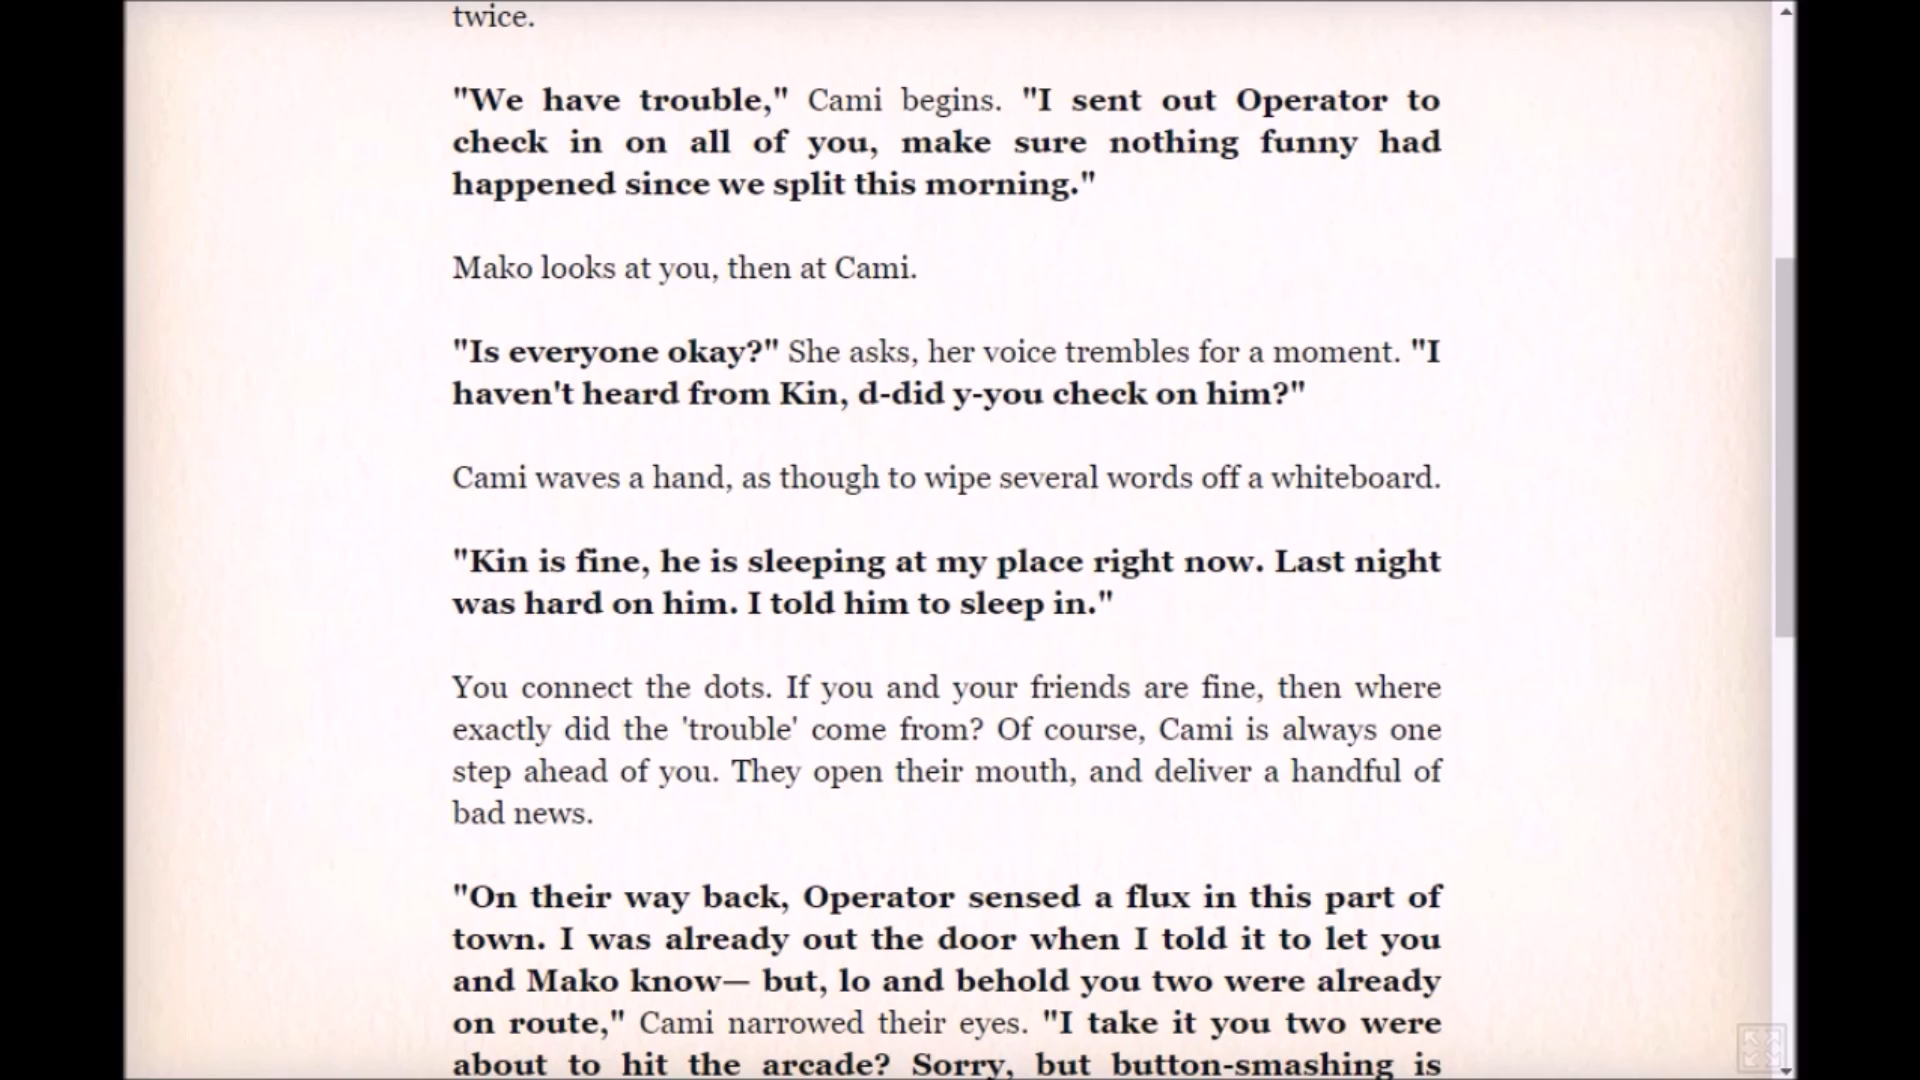 twice.
"We have trouble," Cami begins. "I sent out Operator to
check in on all of you, make sure nothing funny had
happened since we split this morning."
Mako looks at you, then at Cami.
"Is everyone okay?" She asks, her voice trembles for a moment. "I
haven't heard from Kin, d-did y-you check on him?"
Cami waves a hand, as though to wipe several words off a whiteboard.
"Kin is fine, he is sleeping at my place right now. Last night
was hard on him. I told him to sleep in."
You connect the dots. If you and your friends are fine, then where
exactly did the 'trouble' come from? Of course, Cami is always one
step ahead of you. They open their mouth, and deliver a handful of
bad news.
"On their way back, Operator sensed a flux in this part of
town. I was already out the door when I told it to let you
and Mako know— but, lo and behold you two were already
on route," Cami narrowed their eyes. "I take it you two were
about to hit the arcade? Sorry, but button-smashing is